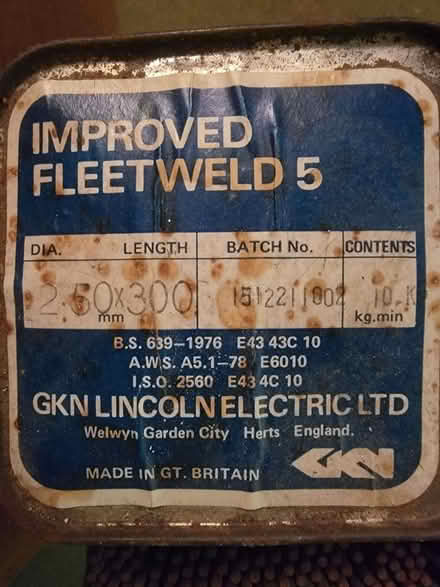 IMPROVED
FLEETWELD 5
DIA. LENGTH BATCH No. CONTENTS
2.50x300 1512211002 10.K
mm kg.min
B.S. 639-1976 E43 43C 10
A.W.S. A5.1-78 E6010
I.S.O. 2560 E43 4C 10
GKN LINCOLN ELECTRIC LTD
Welwyn Garden City Herts England.
GKN
MADE IN GT. BRITAIN